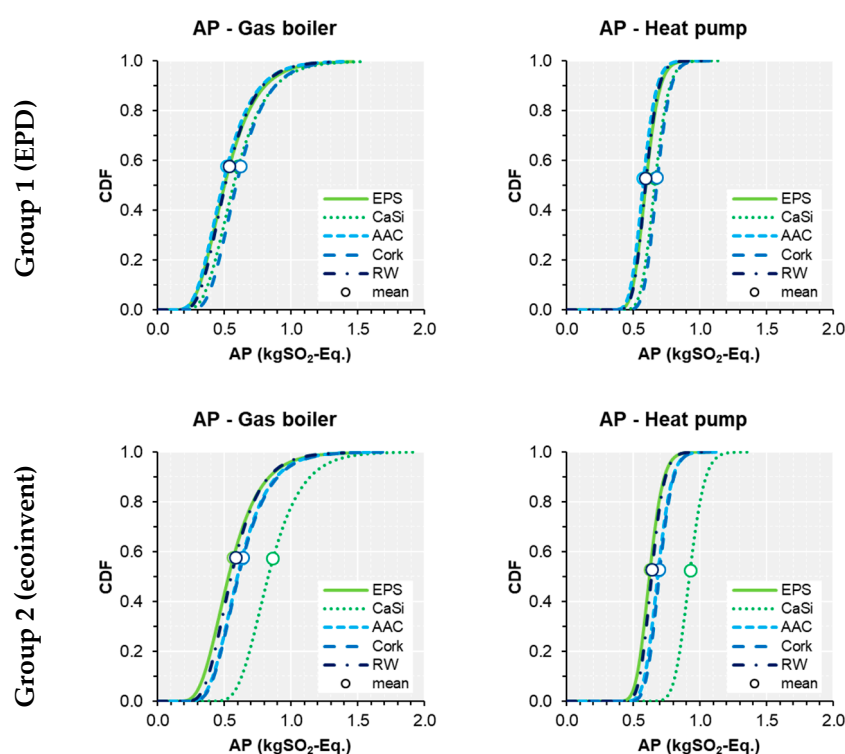 AP - Gas boiler
AP - Heat pump
Group 1 (EPD)
CDF
1.0
0.8
0.6
0.4
0.2
0.0
EPS
CaSi
AAC
Cork
RW
mean
0.0 0.5 1.0 1.5 2.0
AP (kgSO₂-Eq.)
CDF
1.0
0.8
0.6
0.4
0.2
0.0
EPS
CaSi
AAC
Cork
RW
mean
0.0 0.5 1.0 1.5 2.0
AP (kgSO₂-Eq.)
AP - Gas boiler
AP - Heat pump
Group 2 (ecoinvent)
CDF
1.0
0.8
0.6
0.4
0.2
0.0
EPS
CaSi
AAC
Cork
RW
mean
0.0 0.5 1.0 1.5 2.0
AP (kgSO₂-Eq.)
CDF
1.0
0.8
0.6
0.4
0.2
0.0
EPS
CaSi
AAC
Cork
RW
mean
0.0 0.5 1.0 1.5 2.0
AP (kgSO₂-Eq.)